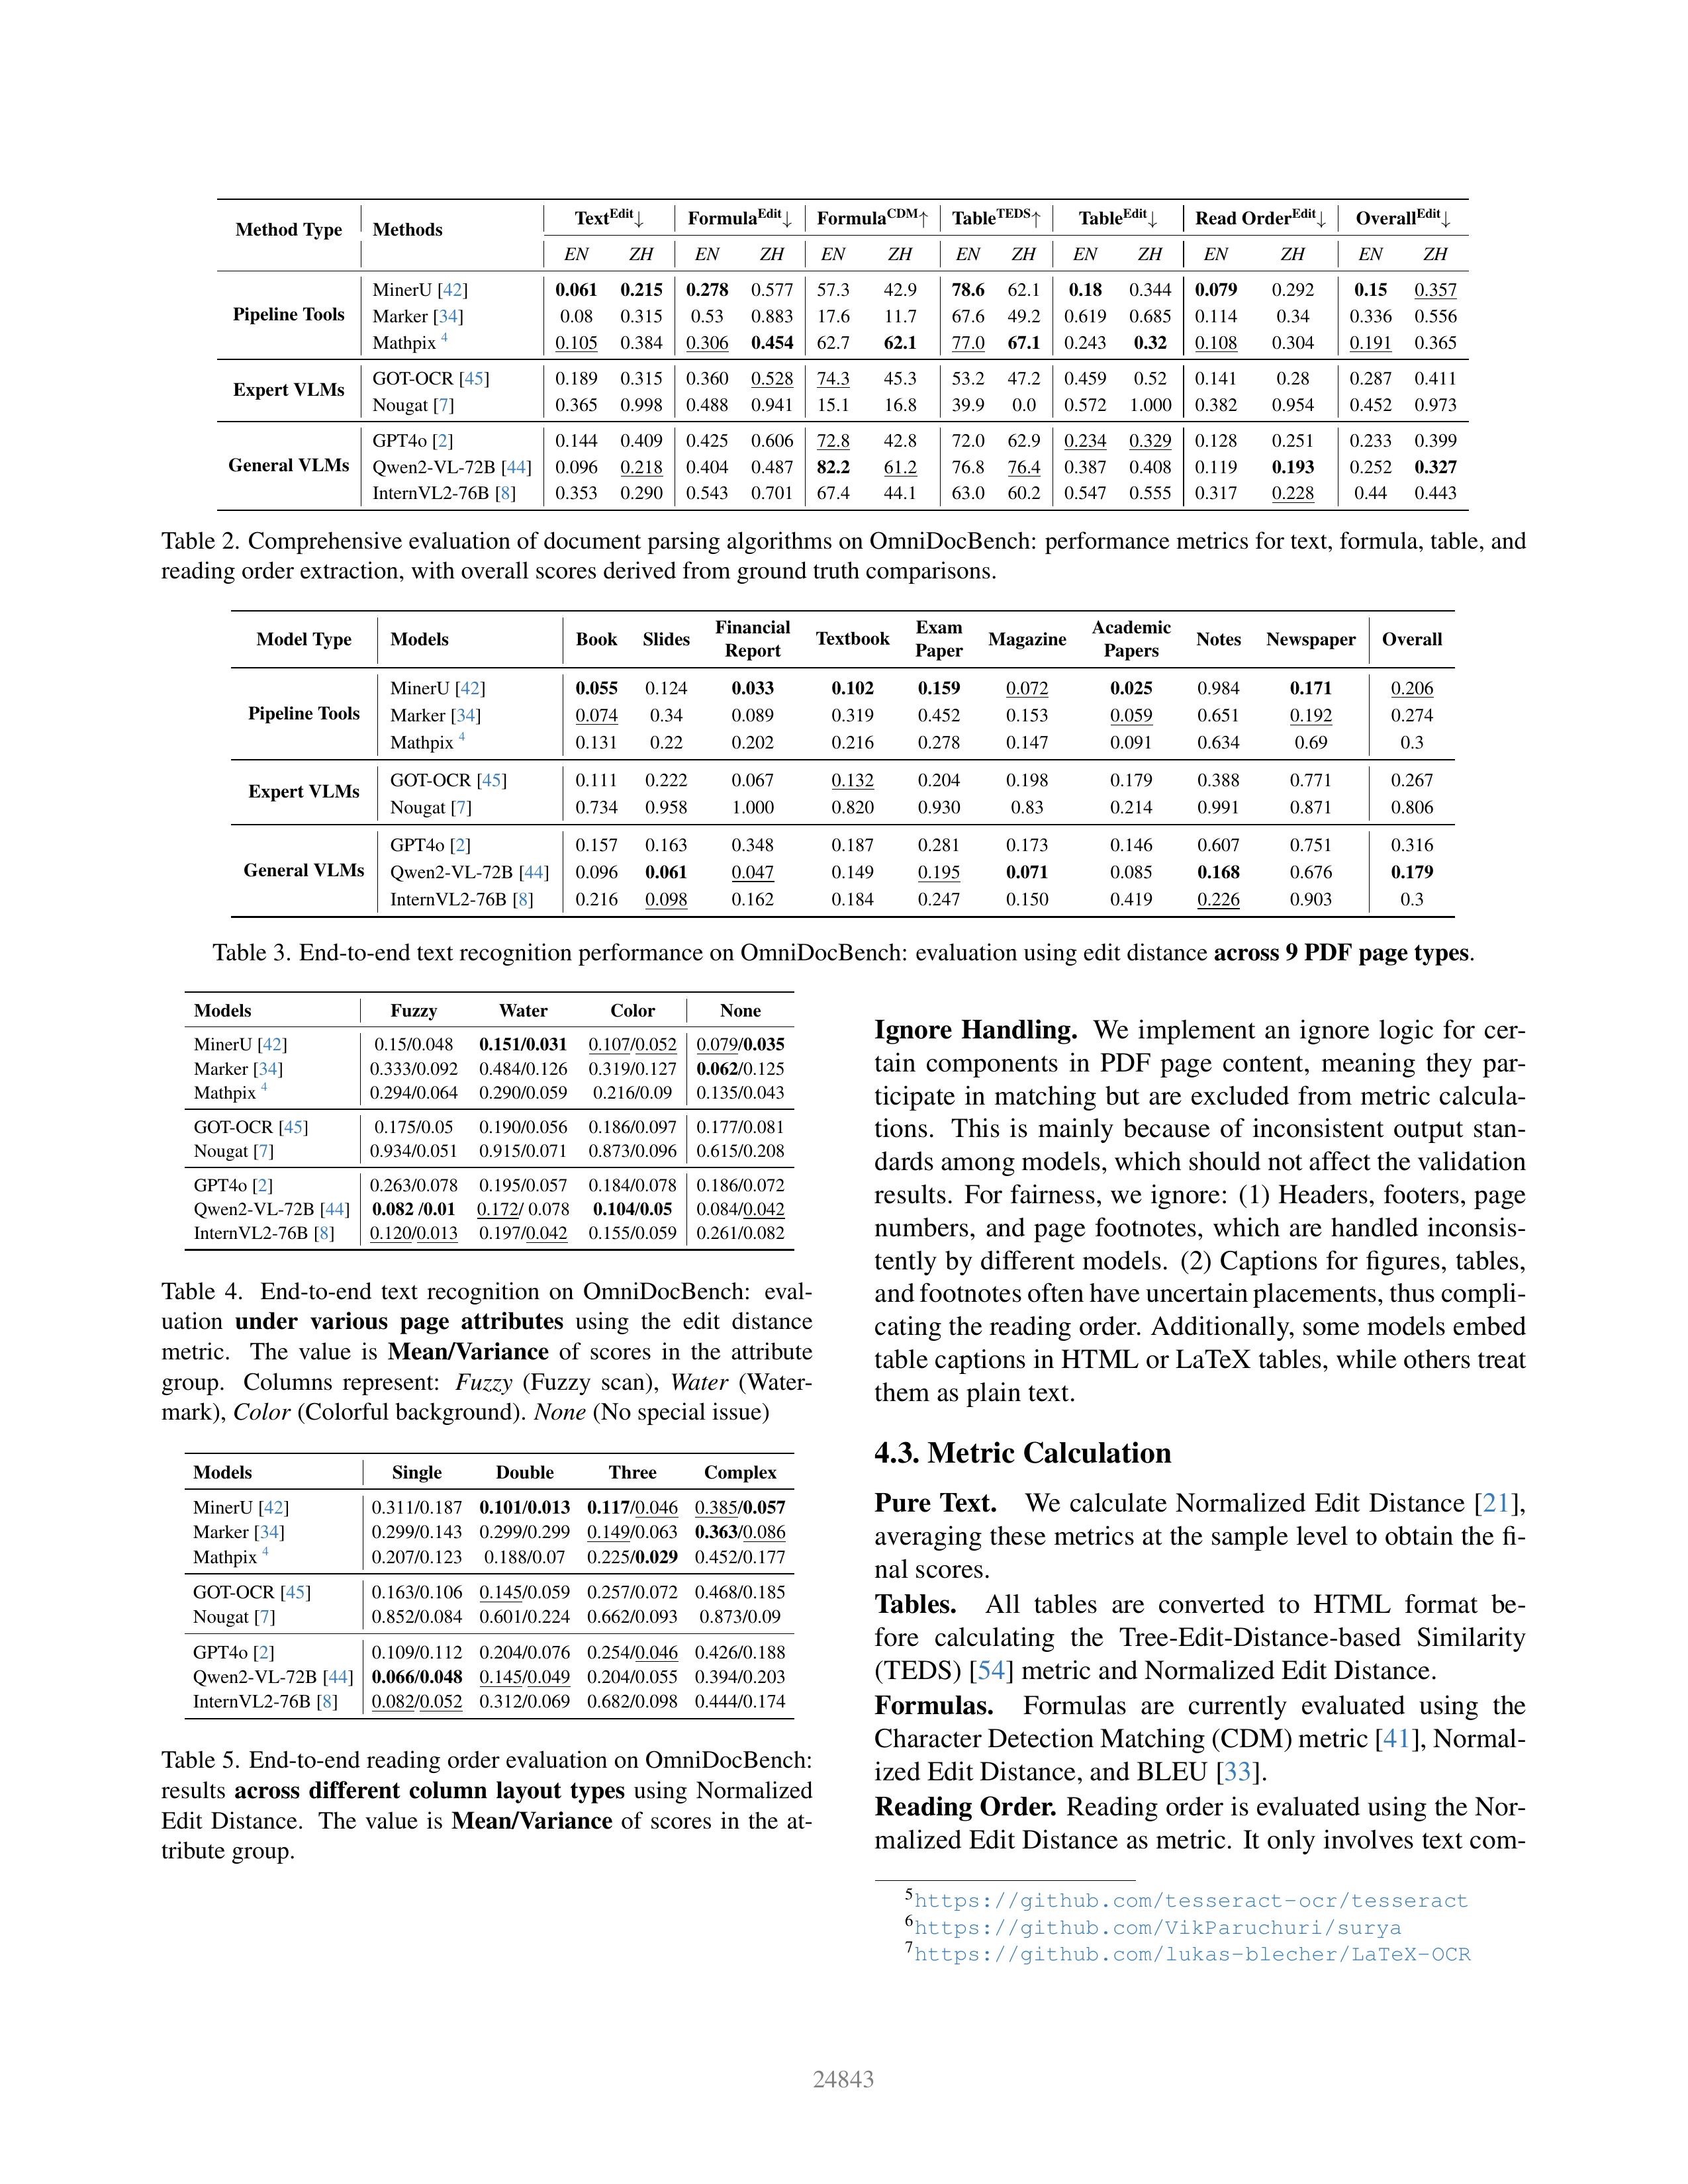 Method Type Methods Text^Edit↓ Formula^Edit↓ Formula^CDM↑ Table^TEDS↑ Table^Edit↓ Read Order^Edit↓ Overall^Edit↓
EN ZH EN ZH EN ZH EN ZH EN ZH EN ZH EN ZH
Pipeline Tools
MinerU [42] 0.061 0.215 0.278 0.577 57.3 42.9 78.6 62.1 0.18 0.344 0.079 0.292 0.15 0.357
Marker [34] 0.08 0.315 0.53 0.883 17.6 11.7 67.6 49.2 0.619 0.685 0.114 0.34 0.336 0.556
Mathpix 4 0.105 0.384 0.306 0.454 62.7 62.1 77.0 67.1 0.243 0.32 0.108 0.304 0.191 0.365
Expert VLMs
GOT-OCR [45] 0.189 0.315 0.360 0.528 74.3 45.3 53.2 47.2 0.459 0.52 0.141 0.28 0.287 0.411
Nougat [7] 0.365 0.998 0.488 0.941 15.1 16.8 39.9 0.0 0.572 1.000 0.382 0.954 0.452 0.973
General VLMs
GPT4o [2] 0.144 0.409 0.425 0.606 72.8 42.8 72.0 62.9 0.234 0.329 0.128 0.251 0.233 0.399
Qwen2-VL-72B [44] 0.096 0.218 0.404 0.487 82.2 61.2 76.8 76.4 0.387 0.408 0.119 0.193 0.252 0.327
InternVL2-76B [8] 0.353 0.290 0.543 0.701 67.4 44.1 63.0 60.2 0.547 0.555 0.317 0.228 0.44 0.443
Table 2. Comprehensive evaluation of document parsing algorithms on OmniDocBench: performance metrics for text, formula, table, and
reading order extraction, with overall scores derived from ground truth comparisons.
Model Type Models Book Slides Financial Report Textbook Exam Paper Magazine Academic Papers Notes Newspaper Overall
Pipeline Tools
MinerU [42] 0.055 0.124 0.033 0.102 0.159 0.072 0.025 0.984 0.171 0.206
Marker [34] 0.074 0.34 0.089 0.319 0.452 0.153 0.059 0.651 0.192 0.274
Mathpix 4 0.131 0.22 0.202 0.216 0.278 0.147 0.091 0.634 0.69 0.3
Expert VLMs
GOT-OCR [45] 0.111 0.222 0.067 0.132 0.204 0.198 0.179 0.388 0.771 0.267
Nougat [7] 0.734 0.958 1.000 0.820 0.930 0.83 0.214 0.991 0.871 0.806
General VLMs
GPT4o [2] 0.157 0.163 0.348 0.187 0.281 0.173 0.146 0.607 0.751 0.316
Qwen2-VL-72B [44] 0.096 0.061 0.047 0.149 0.195 0.071 0.085 0.168 0.676 0.179
InternVL2-76B [8] 0.216 0.098 0.162 0.184 0.247 0.150 0.419 0.226 0.903 0.3
Table 3. End-to-end text recognition performance on OmniDocBench: evaluation using edit distance across 9 PDF page types.
Models Fuzzy Water Color None
MinerU [42] 0.15/0.048 0.151/0.031 0.107/0.052 0.079/0.035
Marker [34] 0.333/0.092 0.484/0.126 0.319/0.127 0.062/0.125
Mathpix 4 0.294/0.064 0.290/0.059 0.216/0.09 0.135/0.043
GOT-OCR [45] 0.175/0.05 0.190/0.056 0.186/0.097 0.177/0.081
Nougat [7] 0.934/0.051 0.915/0.071 0.873/0.096 0.615/0.208
GPT4o [2] 0.263/0.078 0.195/0.057 0.184/0.078 0.186/0.072
Qwen2-VL-72B [44] 0.082 /0.01 0.172/ 0.078 0.104/0.05 0.084/0.042
InternVL2-76B [8] 0.120/0.013 0.197/0.042 0.155/0.059 0.261/0.082
Table 4. End-to-end text recognition on OmniDocBench: eval-
uation under various page attributes using the edit distance
metric. The value is Mean/Variance of scores in the attribute
group. Columns represent: Fuzzy (Fuzzy scan), Water (Water-
mark), Color (Colorful background). None (No special issue)
Models Single Double Three Complex
MinerU [42] 0.311/0.187 0.101/0.013 0.117/0.046 0.385/0.057
Marker [34] 0.299/0.143 0.299/0.299 0.149/0.063 0.363/0.086
Mathpix 4 0.207/0.123 0.188/0.07 0.225/0.029 0.452/0.177
GOT-OCR [45] 0.163/0.106 0.145/0.059 0.257/0.072 0.468/0.185
Nougat [7] 0.852/0.084 0.601/0.224 0.662/0.093 0.873/0.09
GPT4o [2] 0.109/0.112 0.204/0.076 0.254/0.046 0.426/0.188
Qwen2-VL-72B [44] 0.066/0.048 0.145/0.049 0.204/0.055 0.394/0.203
InternVL2-76B [8] 0.082/0.052 0.312/0.069 0.682/0.098 0.444/0.174
Table 5. End-to-end reading order evaluation on OmniDocBench:
results across different column layout types using Normalized
Edit Distance. The value is Mean/Variance of scores in the at-
tribute group.
Ignore Handling. We implement an ignore logic for cer-
tain components in PDF page content, meaning they par-
ticipate in matching but are excluded from metric calcula-
tions. This is mainly because of inconsistent output stan-
dards among models, which should not affect the validation
results. For fairness, we ignore: (1) Headers, footers, page
numbers, and page footnotes, which are handled inconsis-
tently by different models. (2) Captions for figures, tables,
and footnotes often have uncertain placements, thus compli-
cating the reading order. Additionally, some models embed
table captions in HTML or LaTeX tables, while others treat
them as plain text.
4.3. Metric Calculation
Pure Text. We calculate Normalized Edit Distance [21],
averaging these metrics at the sample level to obtain the fi-
nal scores.
Tables. All tables are converted to HTML format be-
fore calculating the Tree-Edit-Distance-based Similarity
(TEDS) [54] metric and Normalized Edit Distance.
Formulas. Formulas are currently evaluated using the
Character Detection Matching (CDM) metric [41], Normal-
ized Edit Distance, and BLEU [33].
Reading Order. Reading order is evaluated using the Nor-
malized Edit Distance as metric. It only involves text com-
5 https://github.com/tesseract-ocr/tesseract
6 https://github.com/VikParuchuri/surya
7 https://github.com/lukas-blecher/LaTeX-OCR
24843